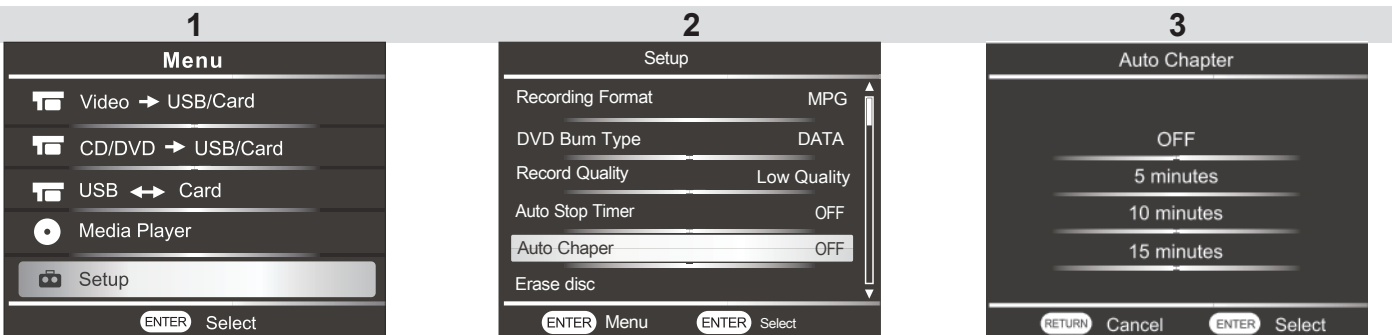 1
Menu
Video → USB/Card
CD/DVD → USB/Card
USB ↔ Card
Media Player
Setup
ENTER Select
2
Setup
Recording Format MPG
DVD Bum Type DATA
Record Quality Low Quality
Auto Stop Timer OFF
Auto Chaper OFF
Erase disc
ENTER Menu ENTER Select
3
Auto Chapter
OFF
5 minutes
10 minutes
15 minutes
RETURN Cancel ENTER Select